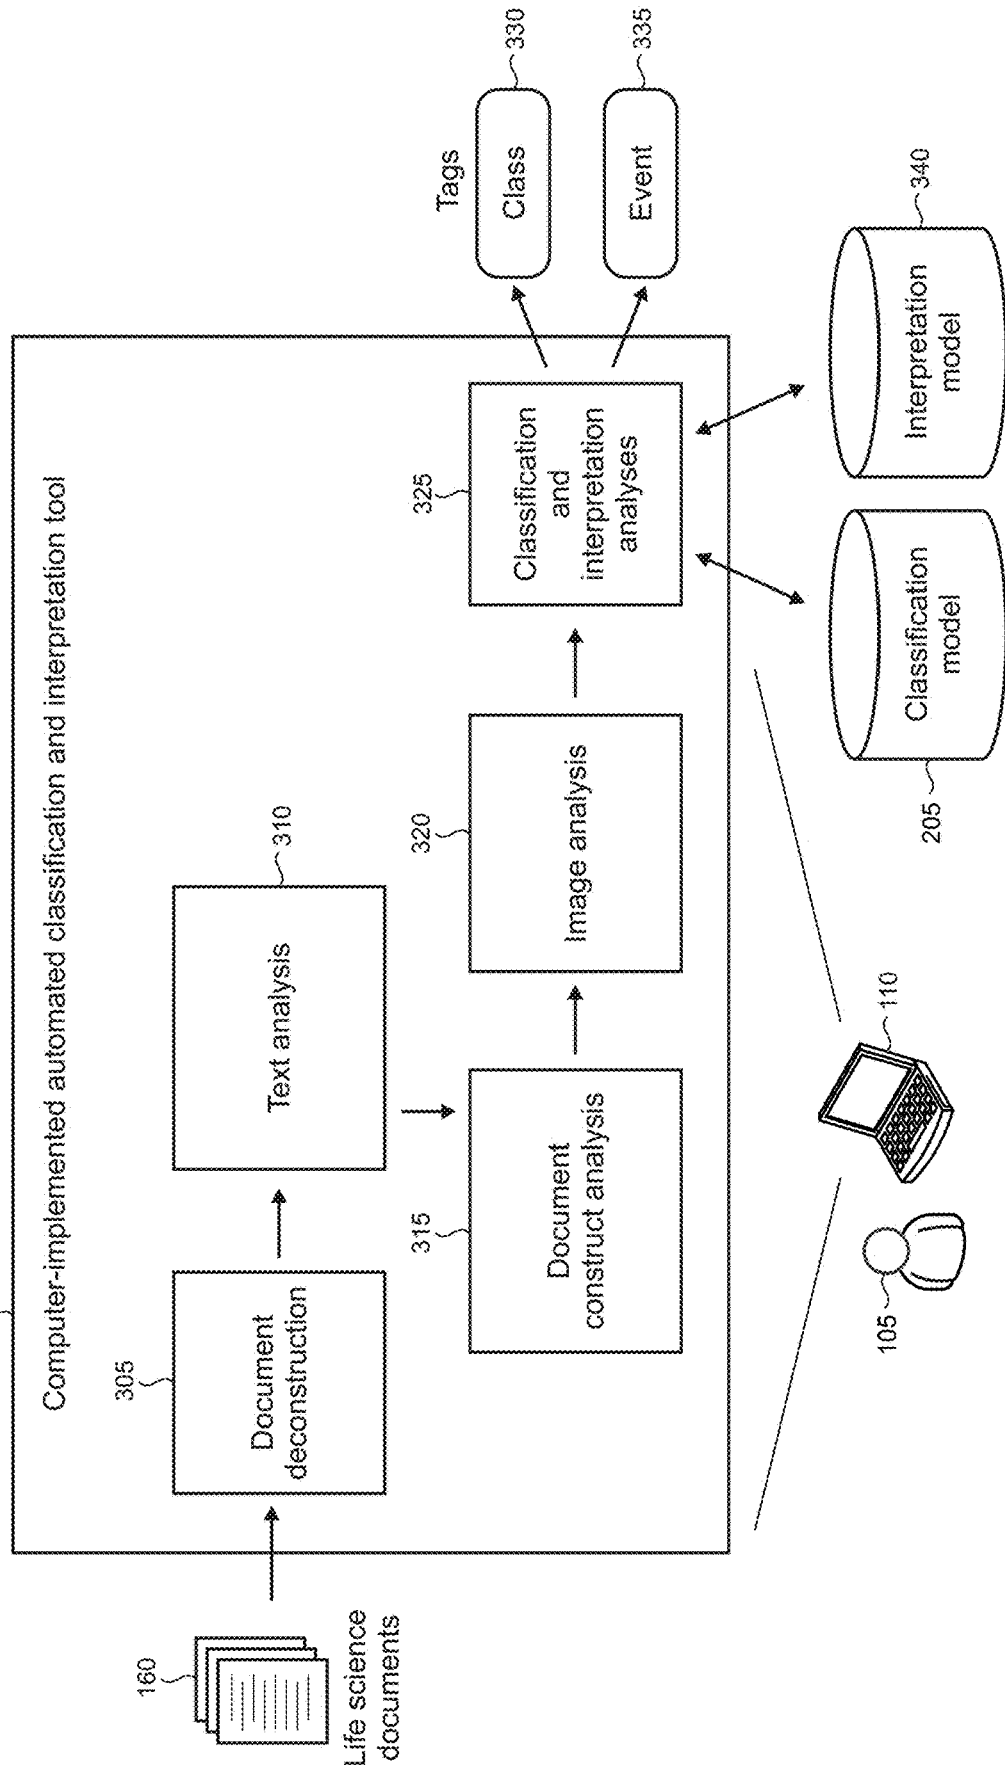 Computer-implemented automated classification and interpretation tool
160
Life science
documents
305
Document
deconstruction
310
Text analysis
315
Document
construct analysis
320
Image analysis
325
Classification
and
interpretation
analyses
Tags
Class
330
Event
335
105
110
205
Classification
model
Interpretation
model
340